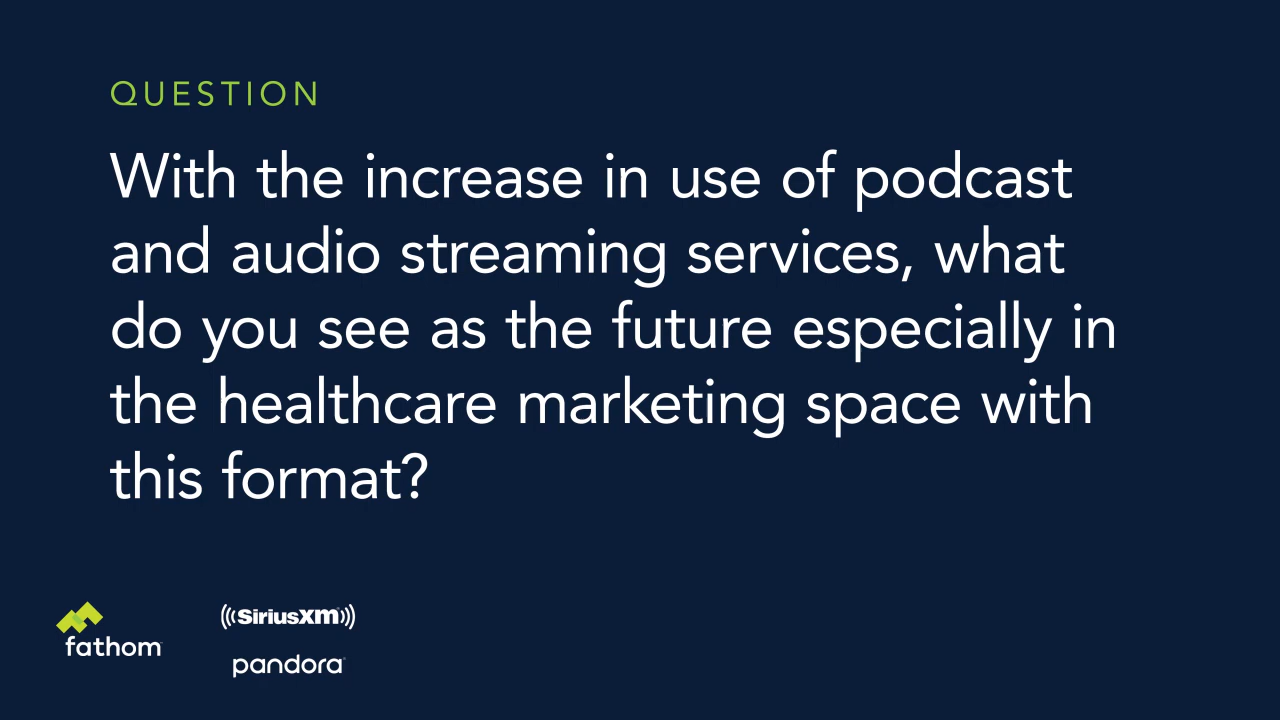 QUESTION
With the increase in use of podcast
and audio streaming services, what
do you see as the future especially in
the healthcare marketing space with
this format?
fathom
SiriusXM
pandora